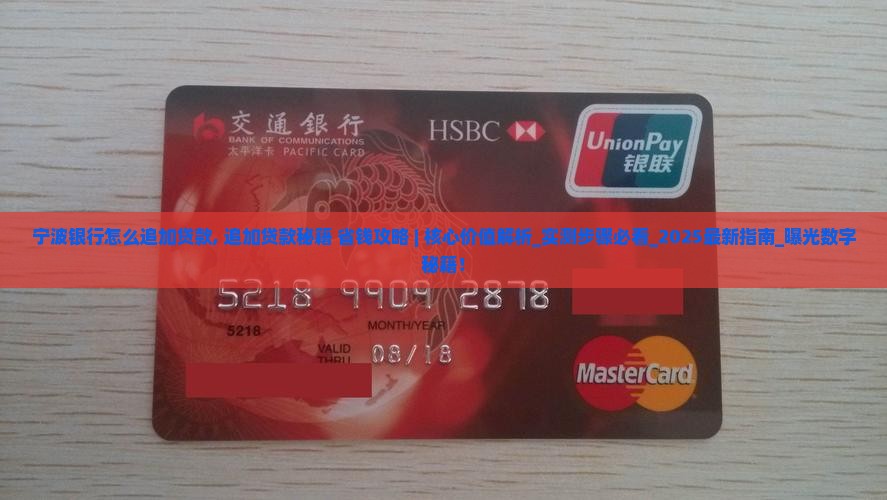 交通銀行
BANK OF COMMUNICATIONS
太平洋卡 PACIFIC CARD
HSBC
UnionPay
银联
宁波银行怎么追加贷款, 追加贷款秘籍 省钱攻略 | 核心价值解析_实测步骤必看_2025最新指南_曝光数字
秘籍!
5218 9909 2878
5218
MONTH/YEAR
VALID
THRU
08/18
MasterCard